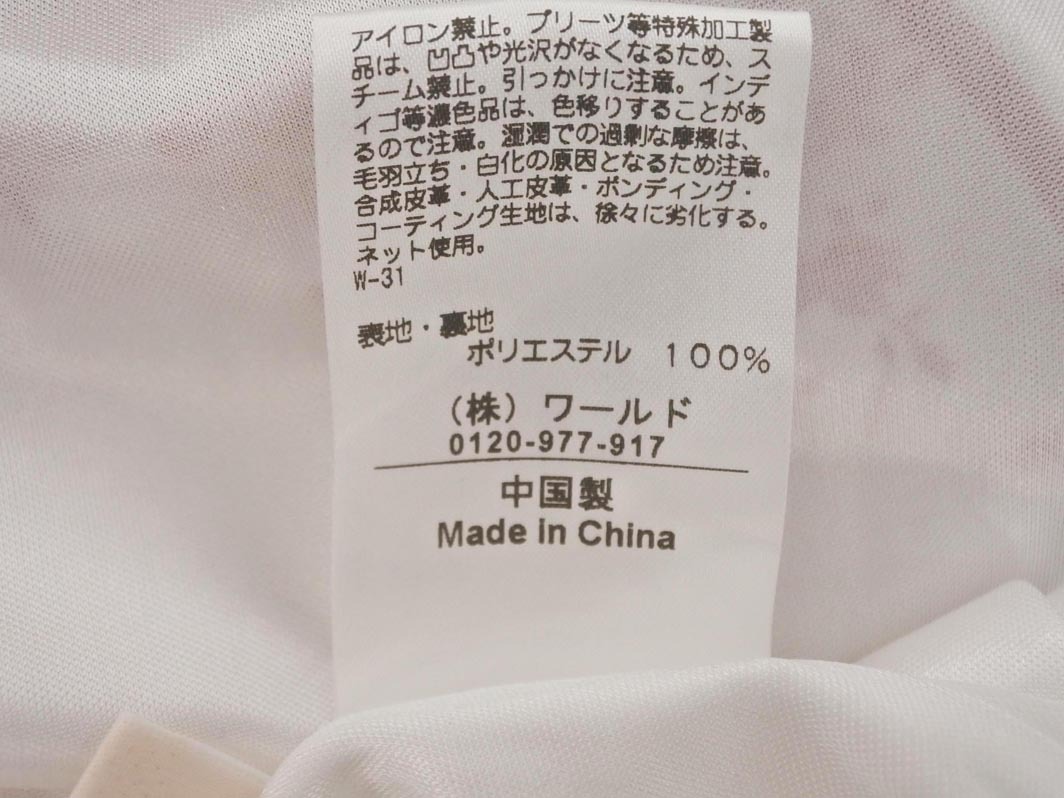 アイロン禁止。プリーツ等特殊加工製
品は、凹凸や光沢がなくなるため、ス
チーム禁止。引っかけに注意。インデ
ィゴ等濃色品は、色移りすることがあ
るので注意。湿潤での過剰な摩擦は、
毛羽立ち・白化の原因となるため注意。
合成皮革・人工皮革・ボンディング・
コーティング生地は、徐々に劣化する。
ネット使用。
W-31
表地・裏地
ポリエステル 100%
(株)ワールド
0120-977-917
中国製
Made in China